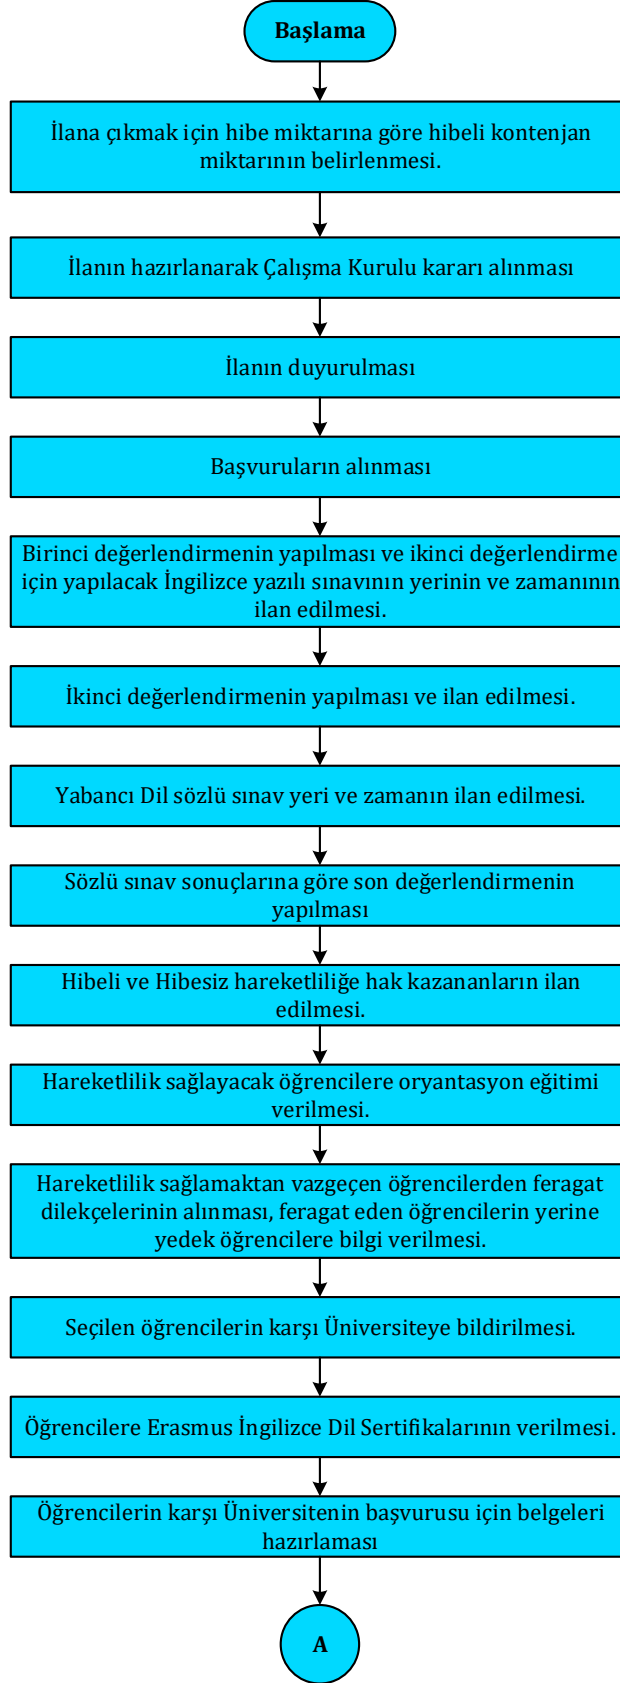 Başlama
İlana çıkmak için hibe miktarına göre hibeli kontenjan
miktarının belirlenmesi.
İlanın hazırlanarak Çalışma Kurulu kararı alınması
İlanın duyurulması
Başvuruların alınması
Birinci değerlendirmenin yapılması ve ikinci değerlendirme
için yapılacak İngilizce yazılı sınavının yerinin ve zamanının
ilan edilmesi.
İkinci değerlendirmenin yapılması ve ilan edilmesi.
Yabancı Dil sözlü sınav yeri ve zamanın ilan edilmesi.
Sözlü sınav sonuçlarına göre son değerlendirmenin
yapılması
Hibeli ve Hibesiz hareketliliğe hak kazananların ilan
edilmesi.
Hareketlilik sağlayacak öğrencilere oryantasyon eğitimi
verilmesi.
Hareketlilik sağlamaktan vazgeçen öğrencilerden feragat
dilekçelerinin alınması, feragat eden öğrencilerin yerine
yedek öğrencilere bilgi verilmesi.
Seçilen öğrencilerin karşı Üniversiteye bildirilmesi.
Öğrencilere Erasmus İngilizce Dil Sertifikalarının verilmesi.
Öğrencilerin karşı Üniversitenin başvurusu için belgeleri
hazırlaması
A